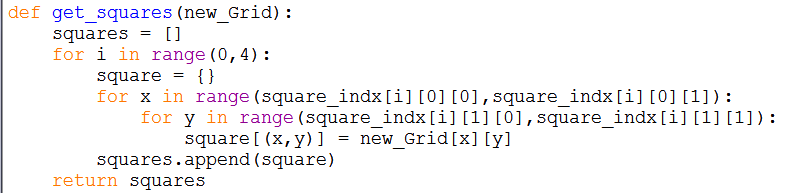 def get_squares(new_Grid):
    squares = []
    for i in range(0,4):
        square = {}
        for x in range(square_indx[i][0][0],square_indx[i][0][1]):
            for y in range(square_indx[i][1][0],square_indx[i][1][1]):
                square[(x,y)] = new_Grid[x][y]
        squares.append(square)
    return squares